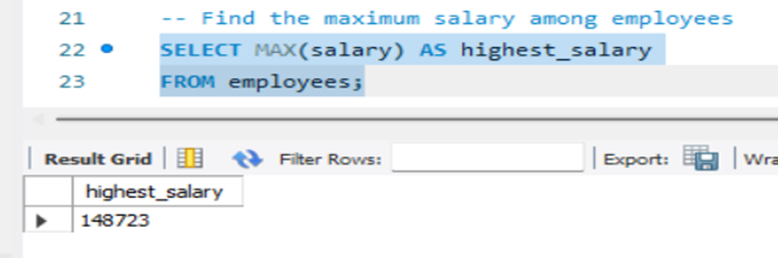 21 -- Find the maximum salary among employees
22 SELECT MAX(salary) AS highest_salary
23 FROM employees;
Result Grid Filter Rows: Export:
highest_salary
148723